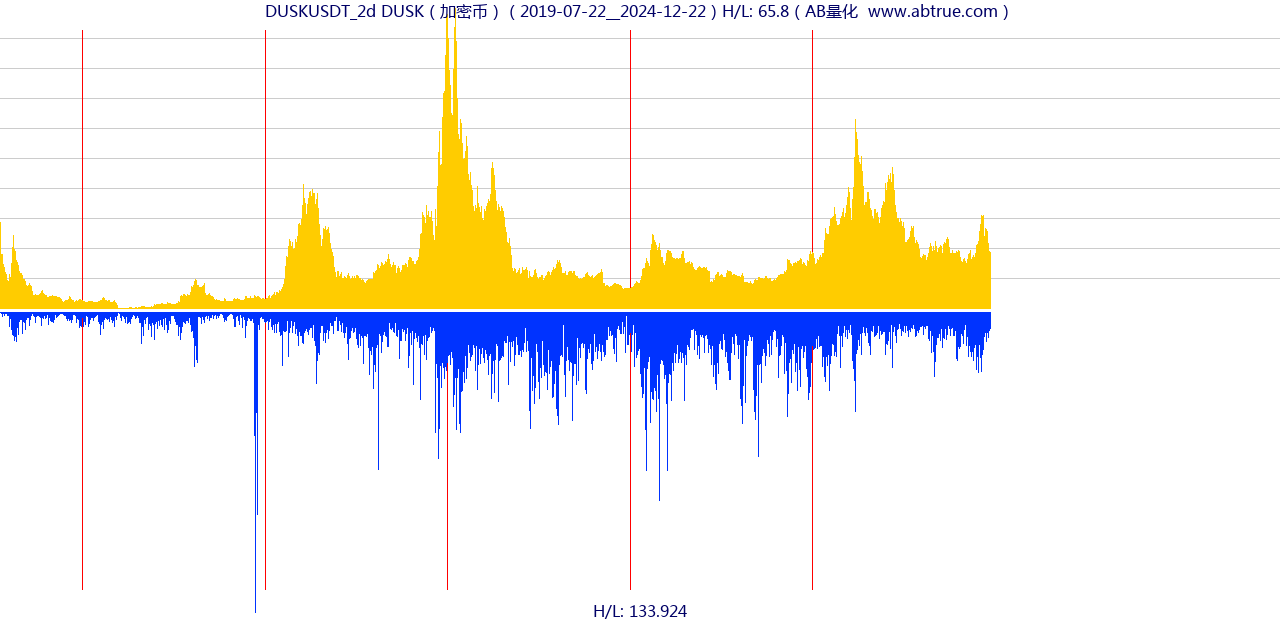 DUSKUSDT_2d DUSK ( 加密币 ) ( 2019-07-22__2024-12-22 ) H/L: 65.8 ( AB量化 www.abtrue.com )
H/L: 133.924